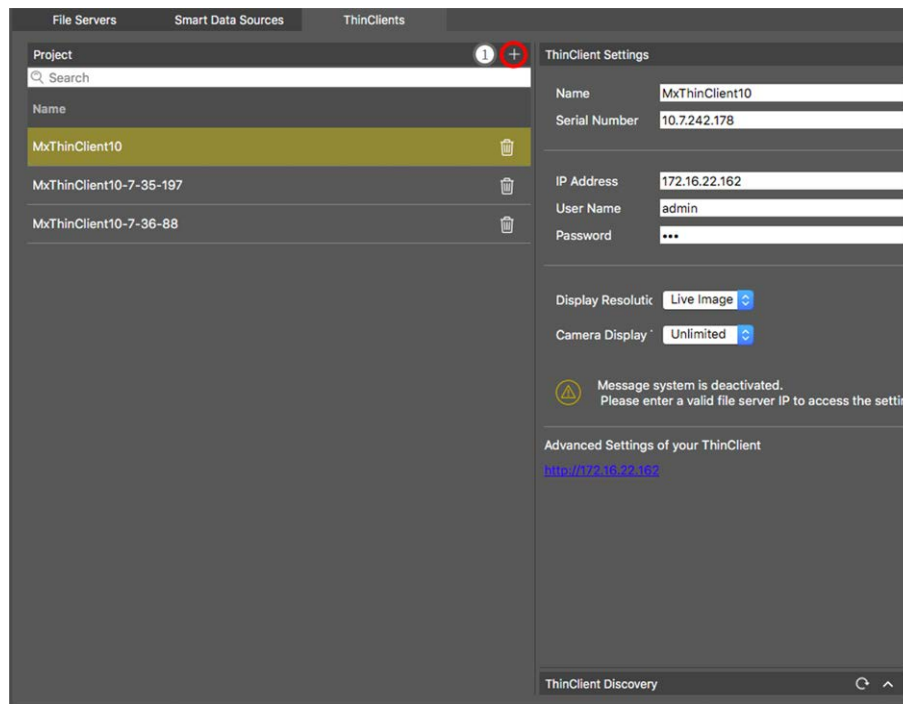 File Servers Smart Data Sources ThinClients
Project 1 +
Search
Name
MxThinClient10
MxThinClient10-7-35-197
MxThinClient10-7-36-88
ThinClient Settings
Name MxThinClient10
Serial Number 10.7.242.178
IP Address 172.16.22.162
User Name admin
Password •••
Display Resolutic Live Image
Camera Display Unlimited
Message system is deactivated.
Please enter a valid file server IP to access the settin
Advanced Settings of your ThinClient
http://172.16.22.162
ThinClient Discovery